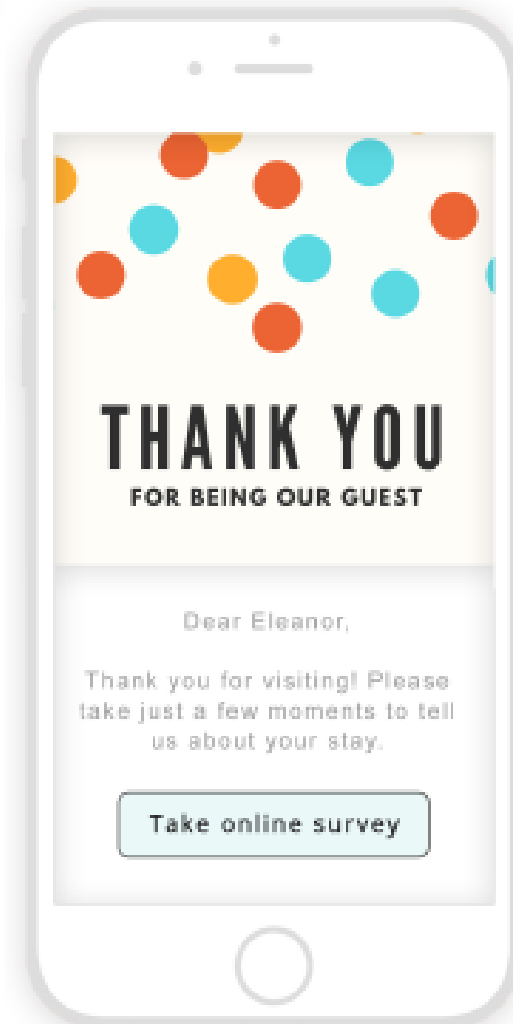 THANK YOU
FOR BEING OUR GUEST
Dear Eleanor,
Thank you for visiting! Please
take just a few moments to tell
us about your stay.
Take online survey